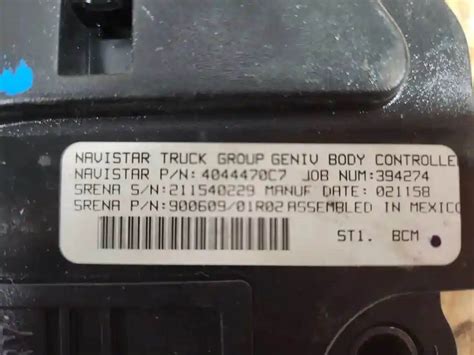 NAVISTAR TRUCK GROUP GENIV BODY CONTROLLE
NAVISTAR P/N:4044470C7 JOB NUM:394274
SRENA S/N:211540229 MANUF DATE:021158
SRENA P/N:900609/01R02 ASSEMBLED IN MEXICO
ST1. BCM